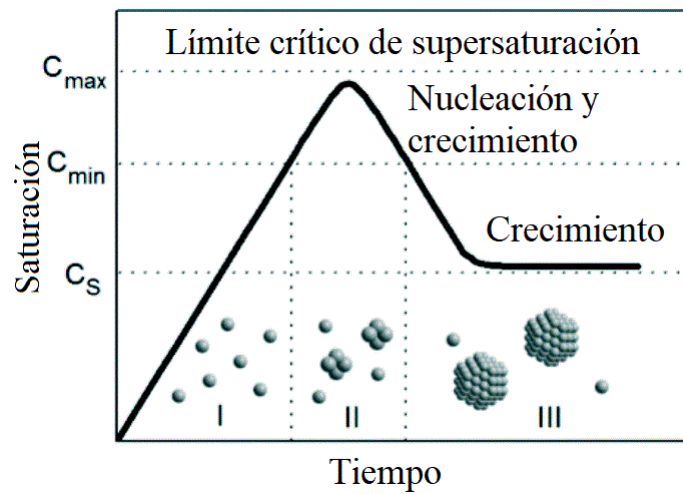 Límite crítico de supersaturación
Cmax
Nucleación y
crecimiento
Cmin
Saturación
Crecimiento
CS
I
II
III
Tiempo